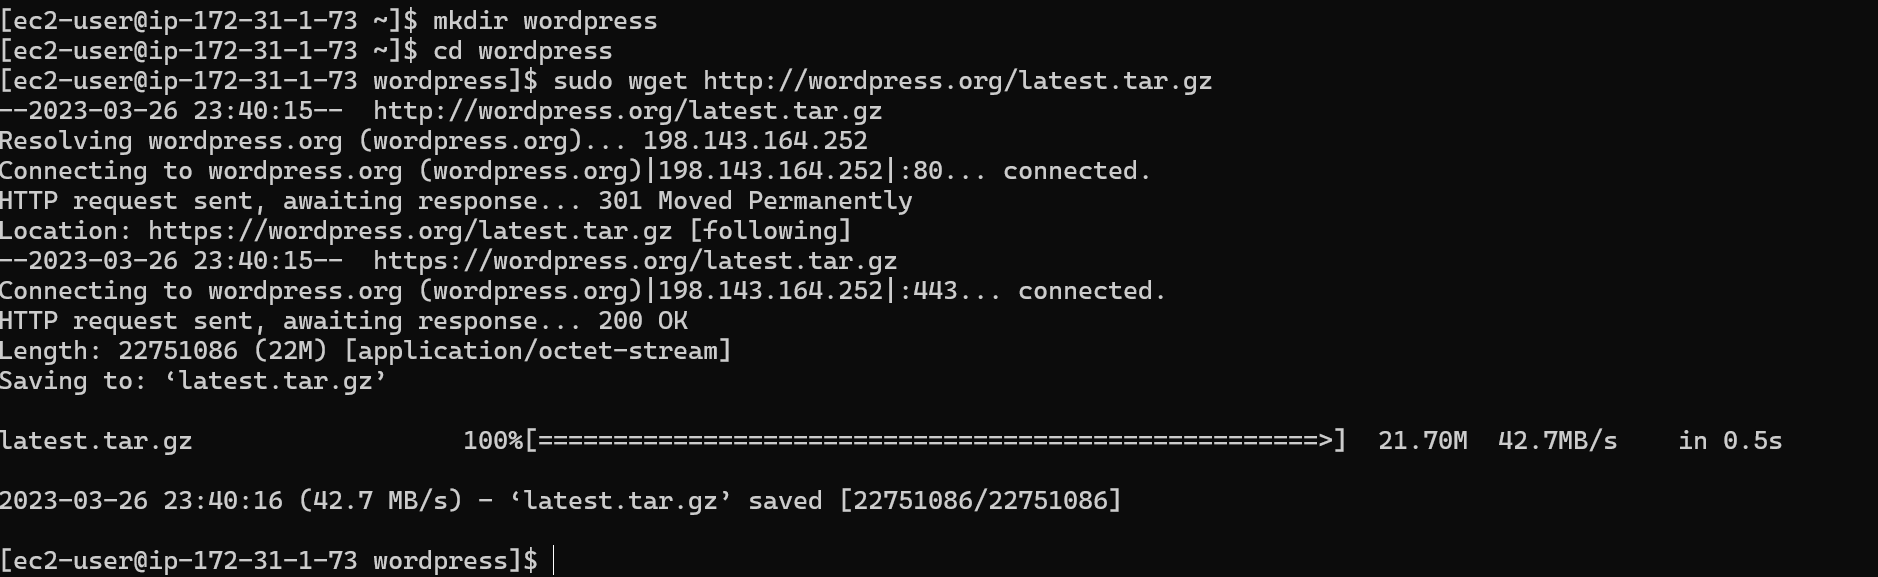 [ec2-user@ip-172-31-1-73 ~]$ mkdir wordpress
[ec2-user@ip-172-31-1-73 ~]$ cd wordpress
[ec2-user@ip-172-31-1-73 wordpress]$ sudo wget http://wordpress.org/latest.tar.gz
--2023-03-26 23:40:15--  http://wordpress.org/latest.tar.gz
Resolving wordpress.org (wordpress.org)... 198.143.164.252
Connecting to wordpress.org (wordpress.org)|198.143.164.252|:80... connected.
HTTP request sent, awaiting response... 301 Moved Permanently
Location: https://wordpress.org/latest.tar.gz [following]
--2023-03-26 23:40:15--  https://wordpress.org/latest.tar.gz
Connecting to wordpress.org (wordpress.org)|198.143.164.252|:443... connected.
HTTP request sent, awaiting response... 200 OK
Length: 22751086 (22M) [application/octet-stream]
Saving to: ‘latest.tar.gz’
latest.tar.gz                  100%[====================================================>]  21.70M  42.7MB/s    in 0.5s
2023-03-26 23:40:16 (42.7 MB/s) - ‘latest.tar.gz’ saved [22751086/22751086]
[ec2-user@ip-172-31-1-73 wordpress]$